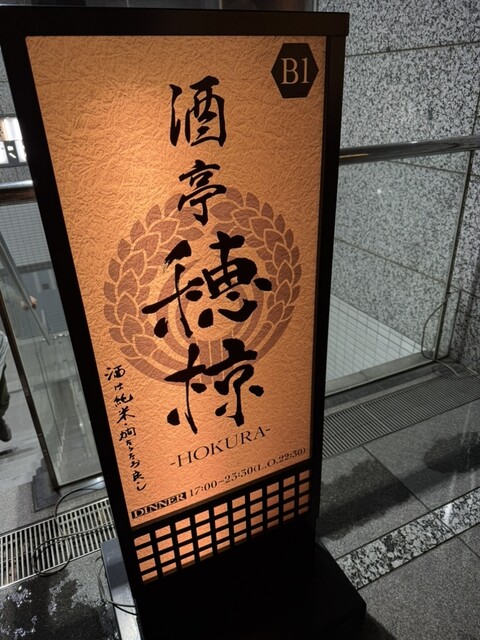 B1
酒亭
穂椋
-HOKURA-
酒は純米、燗ならなお良し
DINNER 17:00~23:30(L.O.22:30)